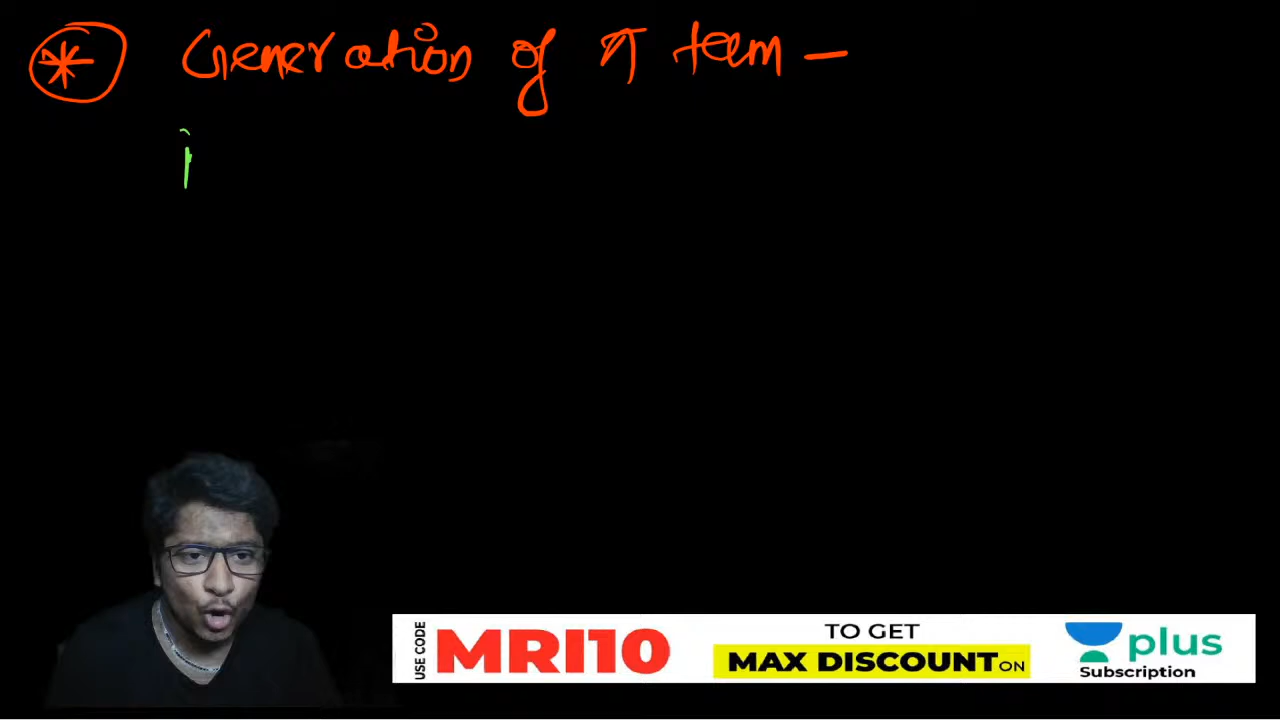 * Generation of π term -
USE CODE
MRI10
TO GET
MAX DISCOUNT ON
plus
Subscription